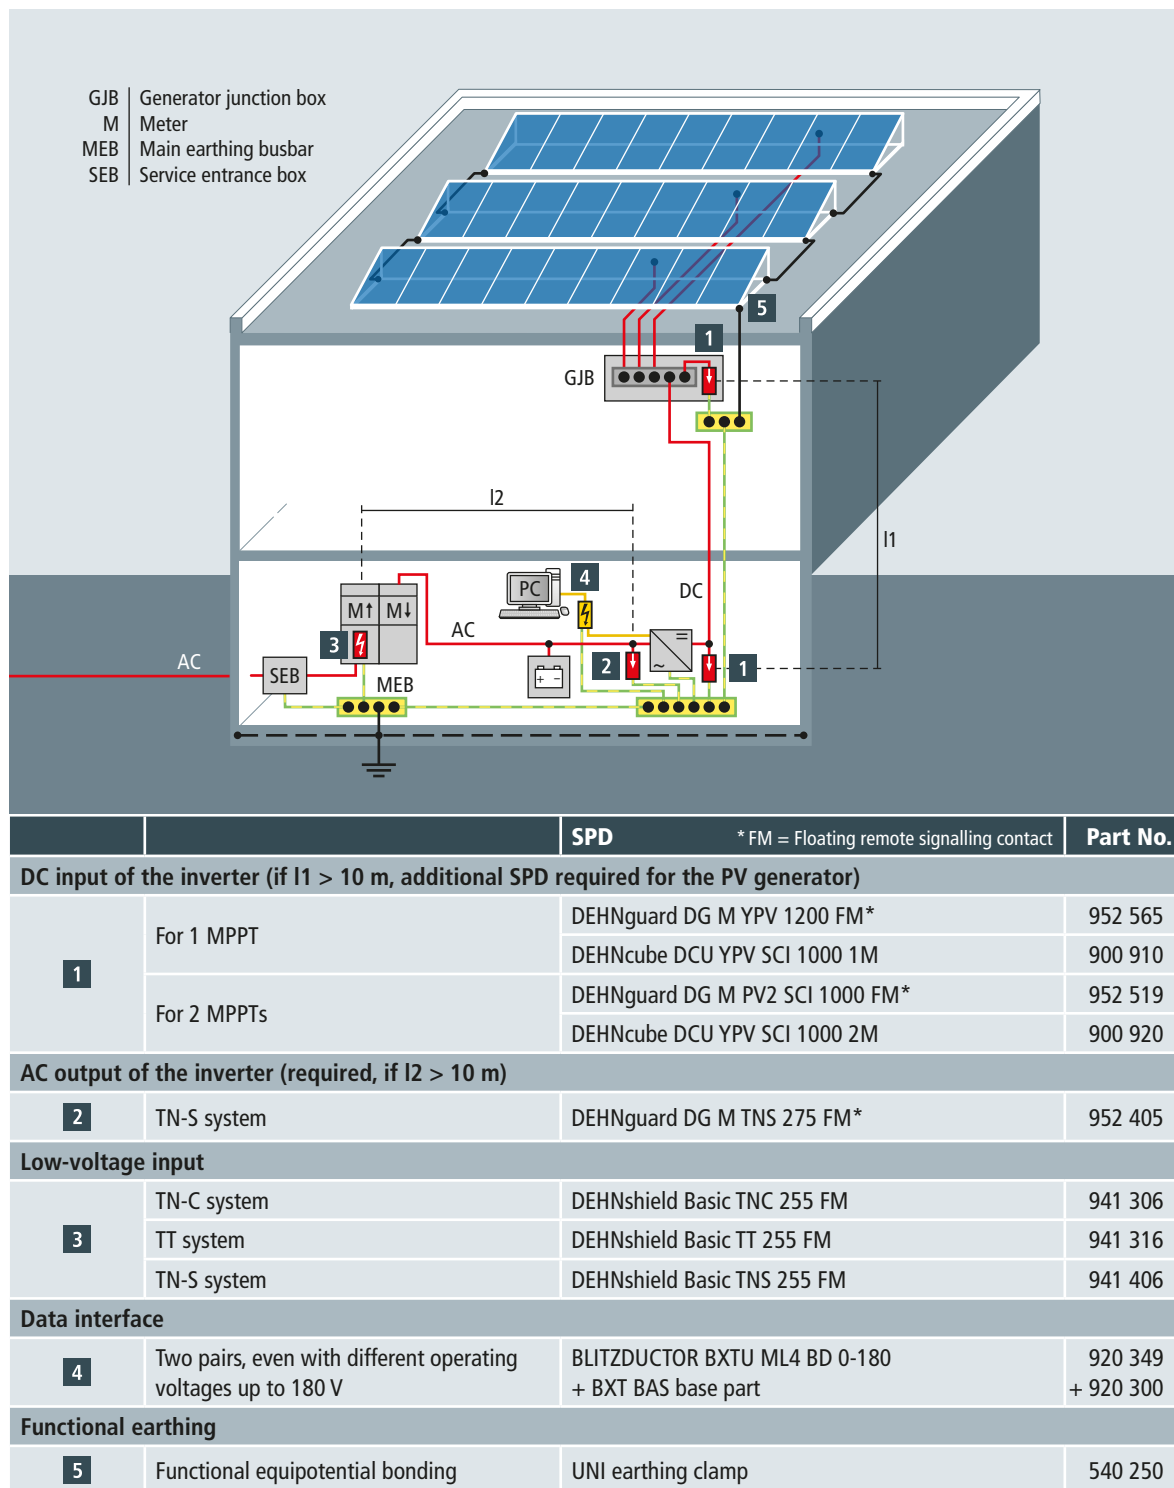 GJB Generator junction box
M Meter
MEB Main earthing busbar
SEB Service entrance box
5
1
GJB
l2
l1
PC
4
DC
M↑ M↓
3
AC
AC
SEB
2
1
MEB
SPD * FM = Floating remote signalling contact Part No.
DC input of the inverter (if l1 > 10 m, additional SPD required for the PV generator)
1
For 1 MPPT
DEHNguard DG M YPV 1200 FM* 952 565
DEHNcube DCU YPV SCI 1000 1M 900 910
For 2 MPPTs
DEHNguard DG M PV2 SCI 1000 FM* 952 519
DEHNcube DCU YPV SCI 1000 2M 900 920
AC output of the inverter (required, if l2 > 10 m)
2 TN-S system DEHNguard DG M TNS 275 FM* 952 405
Low-voltage input
3
TN-C system DEHNshield Basic TNC 255 FM 941 306
TT system DEHNshield Basic TT 255 FM 941 316
TN-S system DEHNshield Basic TNS 255 FM 941 406
Data interface
4
Two pairs, even with different operating BLITZDUCTOR BXTU ML4 BD 0-180 920 349
voltages up to 180 V + BXT BAS base part + 920 300
Functional earthing
5 Functional equipotential bonding UNI earthing clamp 540 250